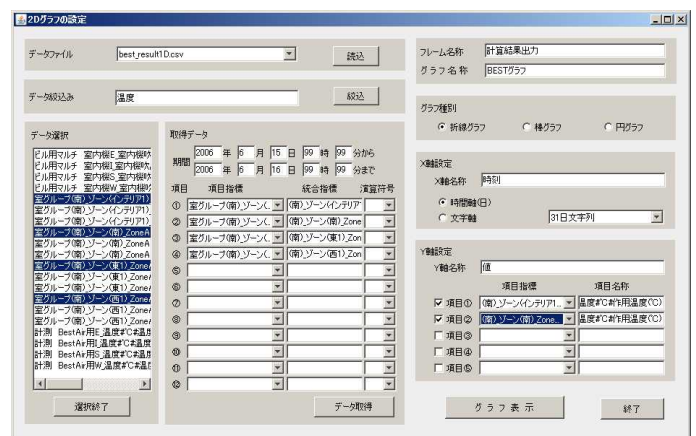 2Dグラフの設定
データファイル best_result1D.csv 読込
データ絞込み 温度 絞込
データ選択
ビル用マルチ 室内機E_室内機吹
ビル用マルチ 室内機I_室内機吹
ビル用マルチ 室内機S_室内機吹
ビル用マルチ 室内機W_室内機吹
室グループ(南)_ゾーン(インテリア1)
室グループ(南)_ゾーン(インテリア1)
室グループ(南)_ゾーン(インテリア1)
室グループ(南)_ゾーン(南)_ZoneA
室グループ(南)_ゾーン(南)_ZoneA
室グループ(南)_ゾーン(南)_ZoneA
室グループ(南)_ゾーン(東1)_Zone
室グループ(南)_ゾーン(東1)_Zone
室グループ(南)_ゾーン(東1)_Zone
室グループ(南)_ゾーン(西1)_Zone
室グループ(南)_ゾーン(西1)_Zone
室グループ(南)_ゾーン(西1)_Zone
計測 BestAir用E_温度#℃#温度
計測 BestAir用I_温度#℃#温度
計測 BestAir用S_温度#℃#温度
計測 BestAir用W_温度#℃#温
選択終了
取得データ
期間
2006 年 6 月 15 日 99 時 99 分から
2006 年 6 月 16 日 99 時 99 分まで
項目 項目指標 統合指標 演算符号
① 室グループ(南)_ゾーン(... (南)_ゾーン(インテリア
② 室グループ(南)_ゾーン(... (南)_ゾーン(南)_Zone
③ 室グループ(南)_ゾーン(... (南)_ゾーン(東1)_Zon
④ 室グループ(南)_ゾーン(... (南)_ゾーン(西1)_Zon
⑤
⑥
⑦
⑧
⑨
⑩
⑪
⑫
データ取得
フレーム名称 計算結果出力
グラフ名称 BESTグラフ
グラフ種別
折線グラフ 棒グラフ 円グラフ
X軸設定
X軸名称 時刻
時間軸(日)
文字軸 31日文字列
Y軸設定
Y軸名称 値
項目指標 項目名称
項目① (南)_ゾーン(インテリア1... 温度#℃#作用温度(℃)
項目② (南)_ゾーン(南)_Zone... 温度#℃#作用温度(℃)
項目③
項目④
項目⑤
グラフ表示 終了